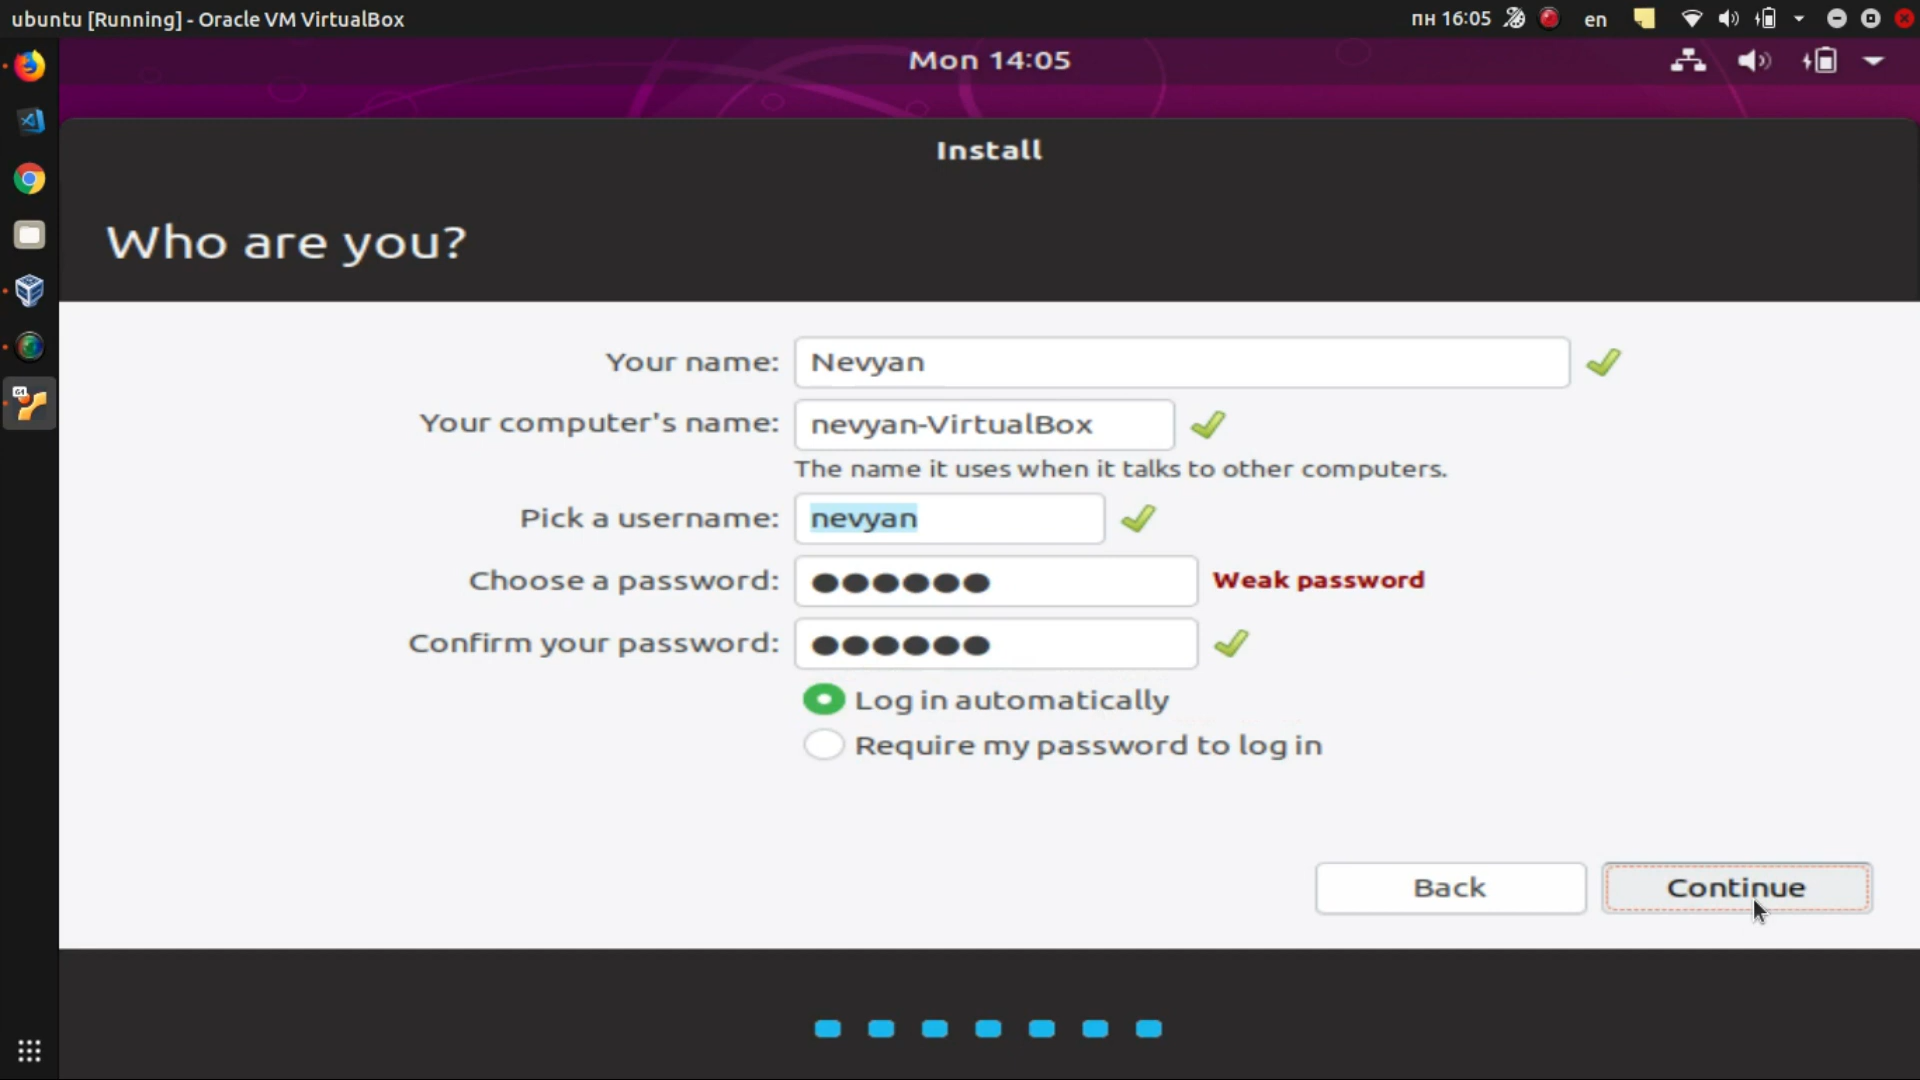 ubuntu [Running] - Oracle VM VirtualBox
пн 16:05
en
Mon 14:05
Install
Who are you?
Your name: Nevyan
Your computer's name: nevyan-VirtualBox
The name it uses when it talks to other computers.
Pick a username: nevyan
Choose a password: ●●●●●● Weak password
Confirm your password: ●●●●●●
Log in automatically
Require my password to log in
Back
Continue